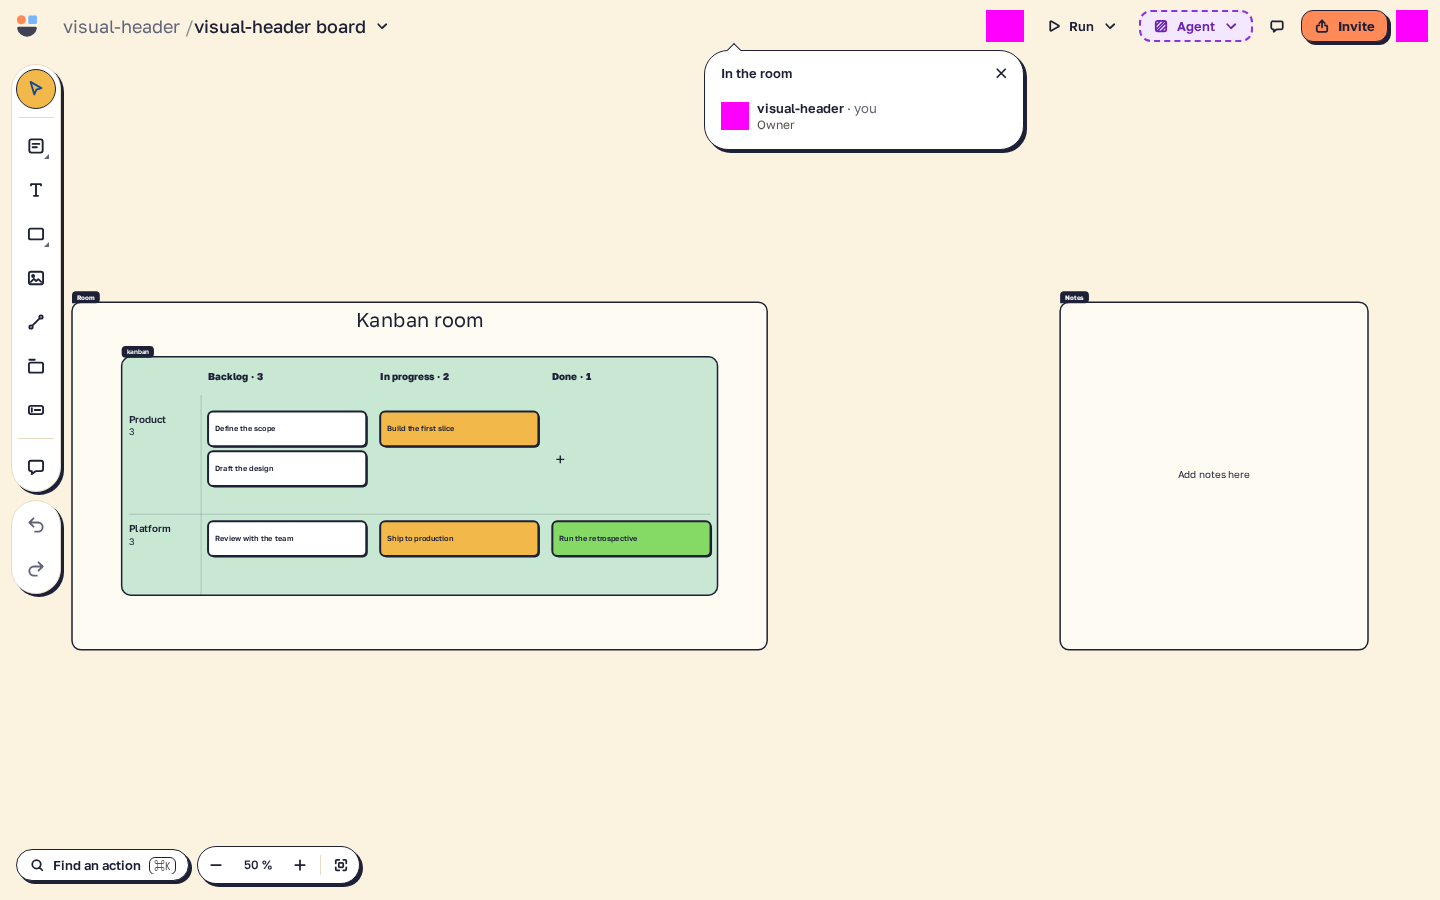 visual-header / visual-header board
Run
Agent
Invite
In the room
visual-header · you
Owner
Room
Kanban room
kanban
Backlog · 3
In progress · 2
Done · 1
Product
3
Define the scope
Build the first slice
Draft the design
+
Platform
3
Review with the team
Ship to production
Run the retrospective
Notes
Add notes here
Find an action
⌘K
50 %